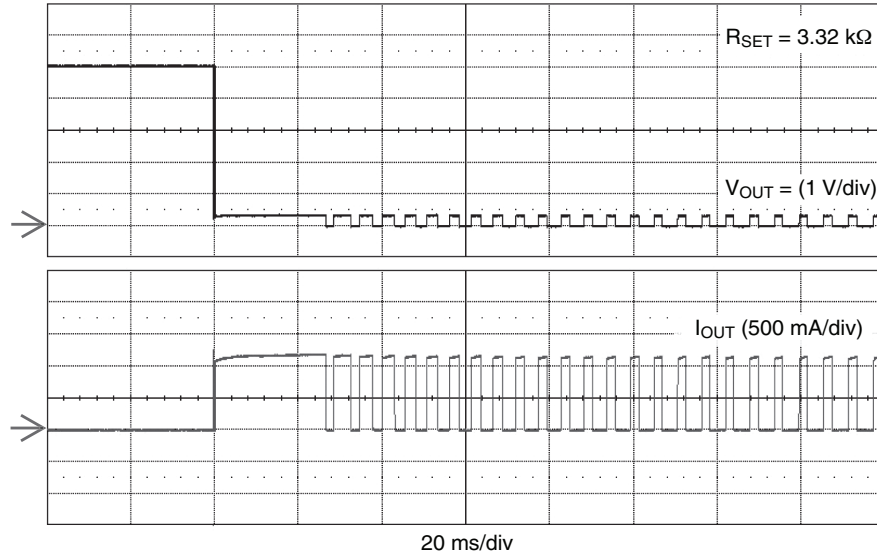 R_SET = 3.32 kΩ
V_OUT = (1 V/div)
I_OUT (500 mA/div)
20 ms/div